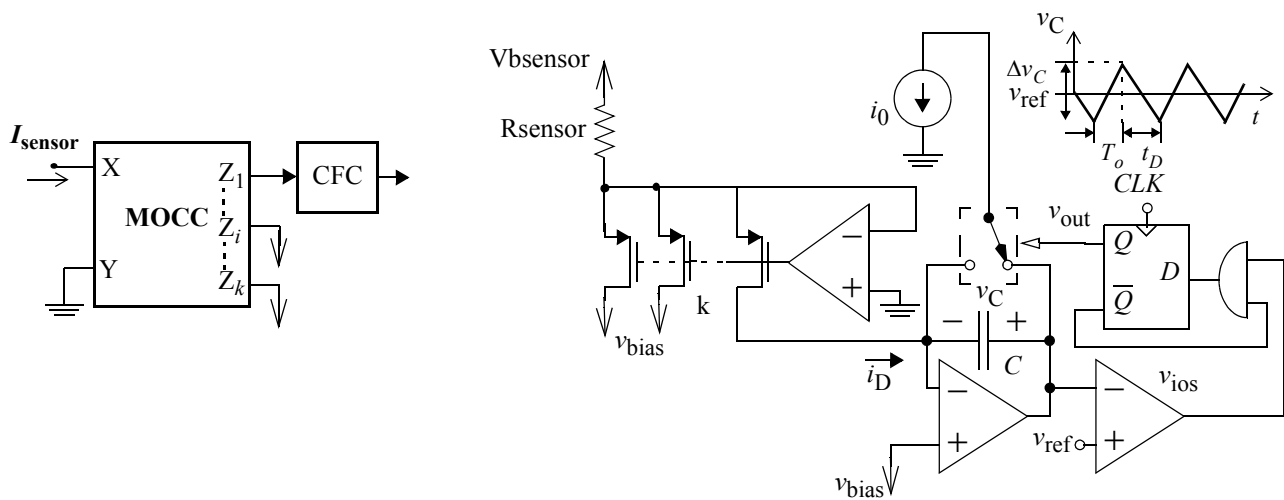 I_sensor
X
Y
MOCC
Z_1
Z_i
Z_k
CFC
Vbsensor
Rsensor
v_bias
k
−
+
i_0
v_C
Δv_C
v_ref
t
T_o
t_D
CLK
v_out
Q
D
Q̅
v_C
−
+
C
i_D
−
+
v_bias
v_ios
−
+
v_ref